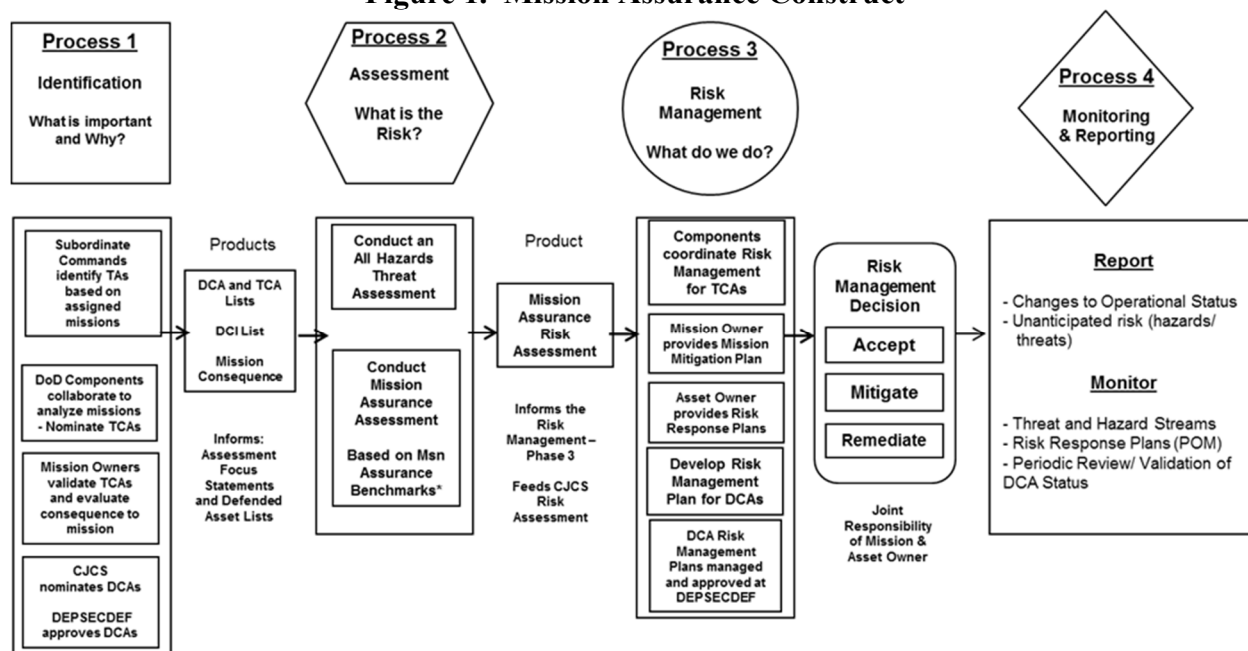 Figure 1. Mission Assurance Construct
Process 1
Identification
What is important
and Why?
Process 2
Assessment
What is the
Risk?
Process 3
Risk
Management
What do we do?
Process 4
Monitoring
& Reporting
Subordinate
Commands
identify TAs
based on
assigned
missions
DoD Components
collaborate to
analyze missions
- Nominate TCAs
Mission Owners
validate TCAs
and evaluate
consequence to
mission
CJCS
nominates DCAs
DEPSECDEF
approves DCAs
Products
DCA and TCA
Lists
DCI List
Mission
Consequence
Informs:
Assessment
Focus
Statements
and Defended
Asset Lists
Conduct an
All Hazards
Threat
Assessment
Conduct
Mission
Assurance
Assessment
Based on Msn
Assurance
Benchmarks*
Product
Mission
Assurance
Risk
Assessment
Informs the
Risk
Management –
Phase 3
Feeds CJCS
Risk
Assessment
Components
coordinate Risk
Management
for TCAs
Mission Owner
provides Mission
Mitigation Plan
Asset Owner
provides Risk
Response Plans
Develop Risk
Management
Plan for DCAs
DCA Risk
Management
Plans managed
and approved at
DEPSECDEF
Risk
Management
Decision
Accept
Mitigate
Remediate
Joint
Responsibility
of Mission &
Asset Owner
Report
- Changes to Operational Status
- Unanticipated risk (hazards/
threats)
Monitor
- Threat and Hazard Streams
- Risk Response Plans (POM)
- Periodic Review/ Validation of
DCA Status